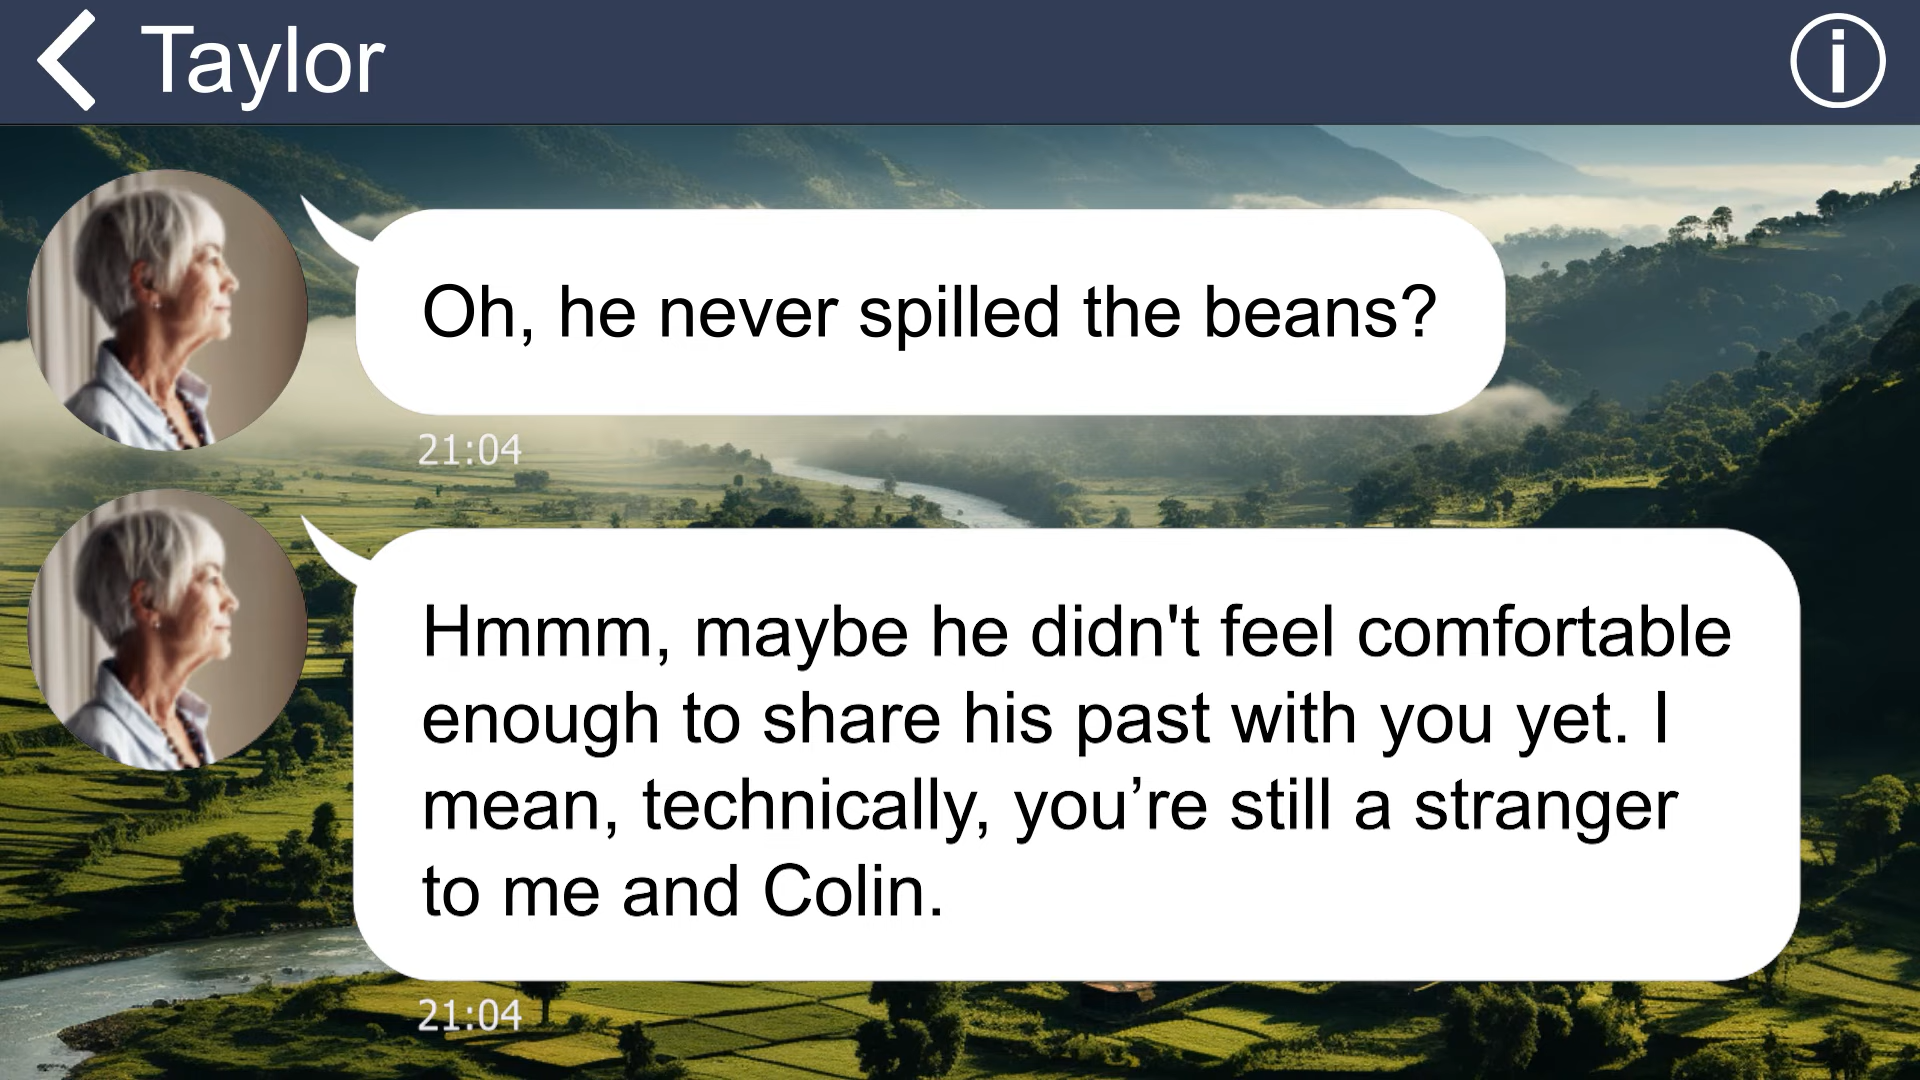 Taylor
Oh, he never spilled the beans?
21:04
Hmmm, maybe he didn't feel comfortable
enough to share his past with you yet. I
mean, technically, you’re still a stranger
to me and Colin.
21:04